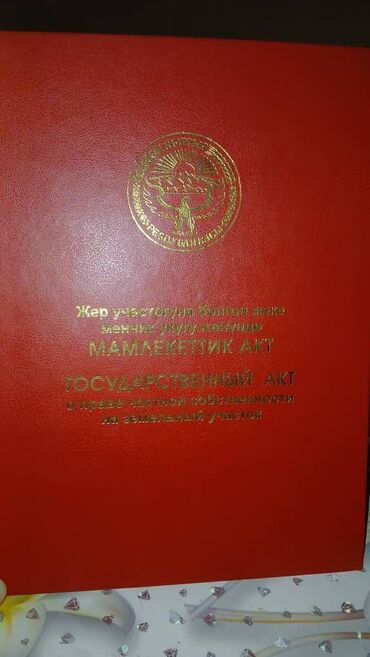 Жер участогуна болгон жеке
менчик укугу жөнүндө
МАМЛЕКЕТТИК АКТ
ГОСУДАРСТВЕННЫЙ АКТ
о праве частной собственности
на земельный участок